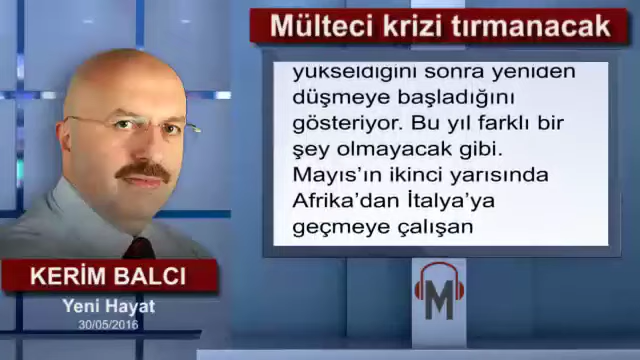 Mülteci krizi tırmanacak
yükseldiğini sonra yeniden
düşmeye başladığını
gösteriyor. Bu yıl farklı bir
şey olmayacak gibi.
Mayıs’ın ikinci yarısında
Afrika’dan İtalya’ya
geçmeye çalışan
KERİM BALCI
Yeni Hayat
30/05/2016
M